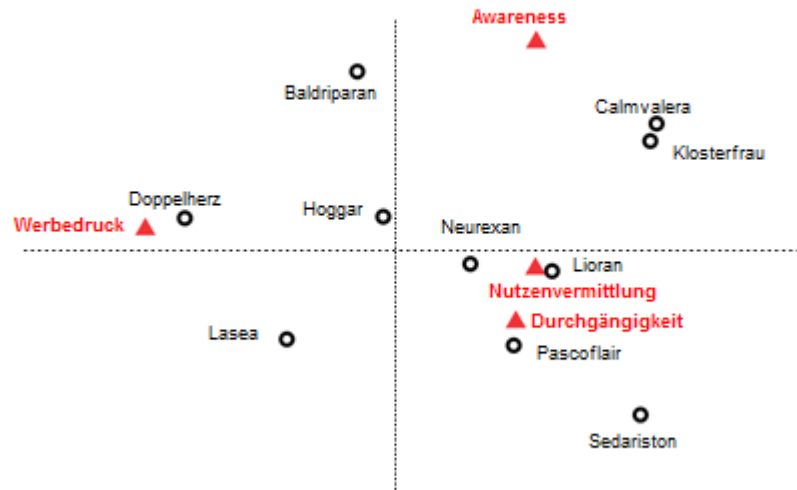 Awareness
Baldriparan
Calmvalera
Klosterfrau
Doppelherz
Hoggar
Werbedruck
Neurexan
Lioran
Nutzenvermittlung
Durchgängigkeit
Lasea
Pascoflair
Sedariston